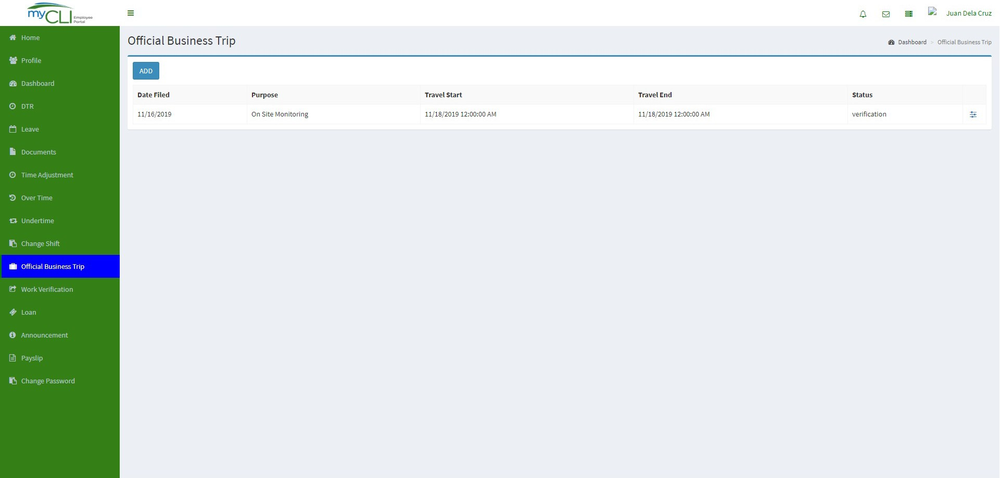 myCLI Employee Portal
Juan Dela Cruz
Home
Profile
Dashboard
DTR
Leave
Documents
Time Adjustment
Over Time
Undertime
Change Shift
Official Business Trip
Work Verification
Loan
Announcement
Payslip
Change Password
Official Business Trip
Dashboard > Official Business Trip
ADD
Date Filed Purpose Travel Start Travel End Status
11/16/2019 On Site Monitoring 11/18/2019 12:00:00 AM 11/18/2019 12:00:00 AM verification